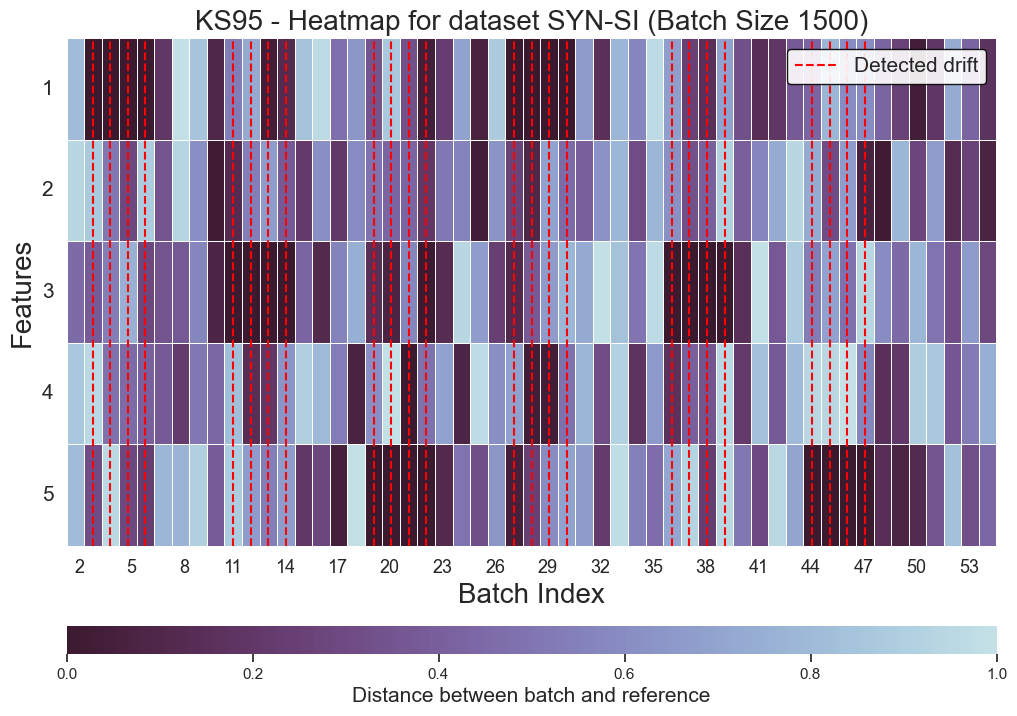 KS95 - Heatmap for dataset SYN-SI (Batch Size 1500)
Detected drift
Features
1
2
3
4
5
2 5 8 11 14 17 20 23 26 29 32 35 38 41 44 47 50 53
Batch Index
0.0 0.2 0.4 0.6 0.8 1.0
Distance between batch and reference